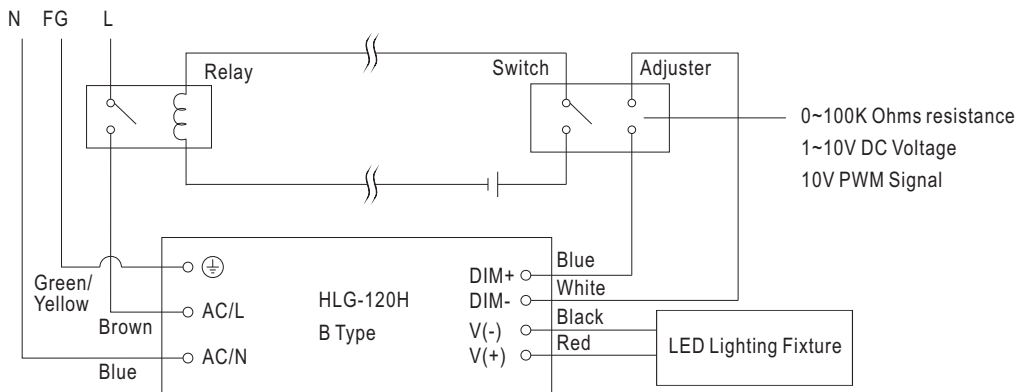 N FG L
Relay
Switch
Adjuster
0~100K Ohms resistance
1~10V DC Voltage
10V PWM Signal
Green/
Yellow
Brown
Blue
AC/L
AC/N
HLG-120H
B Type
DIM+
DIM-
V(-)
V(+)
Blue
White
Black
Red
LED Lighting Fixture